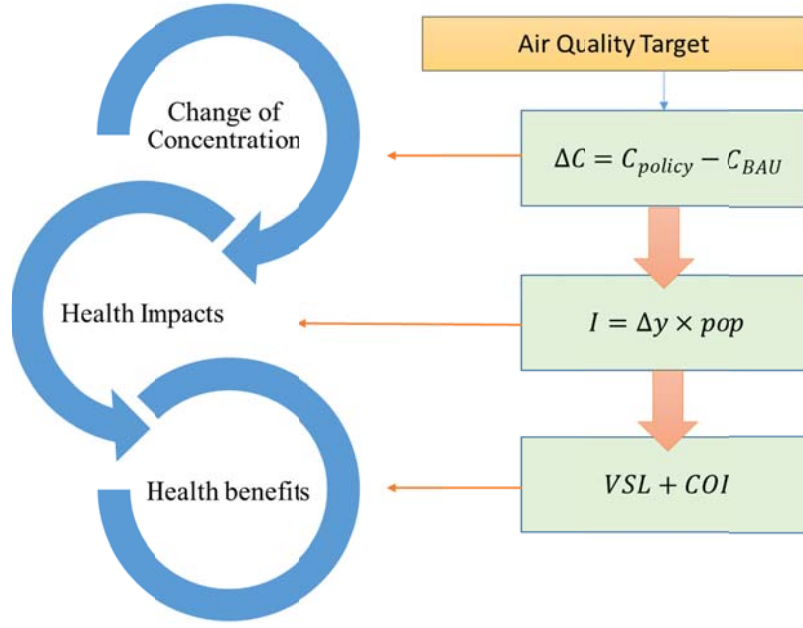 Air Quality Target
Change of
Concentration
ΔC = C_policy − C_BAU
Health Impacts
I = Δy × pop
Health benefits
VSL + COI